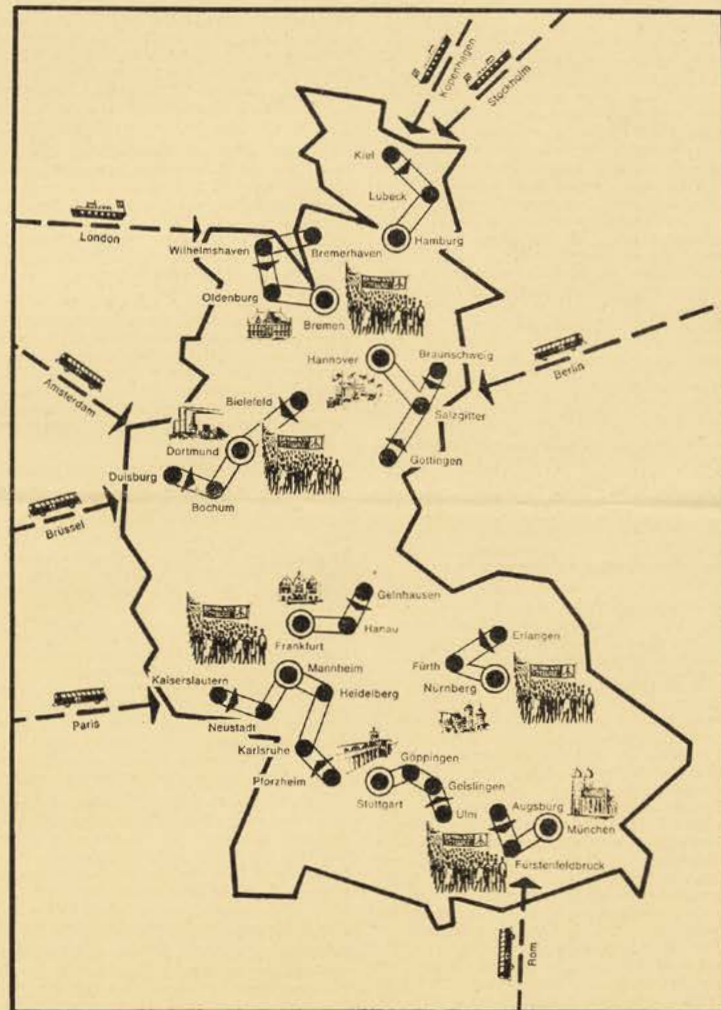 Kopenhagen
Stockholm
Kiel
Lubeck
London
Wilhelmshaven
Bremerhaven
Hamburg
Oldenburg
Bremen
Hannover
Braunschweig
Berlin
Amsterdam
Bielefeld
Salzgitter
Dortmund
Göttingen
Duisburg
Bochum
Brüssel
Gelnhausen
Hanau
Frankfurt
Erlangen
Fürth
Nürnberg
Mannheim
Kaiserslautern
Heidelberg
Paris
Neustadt
Karlsruhe
Pforzheim
Göppingen
Stuttgart
Geislingen
Ulm
Augsburg
München
Fürstenfeldbruck
Rom